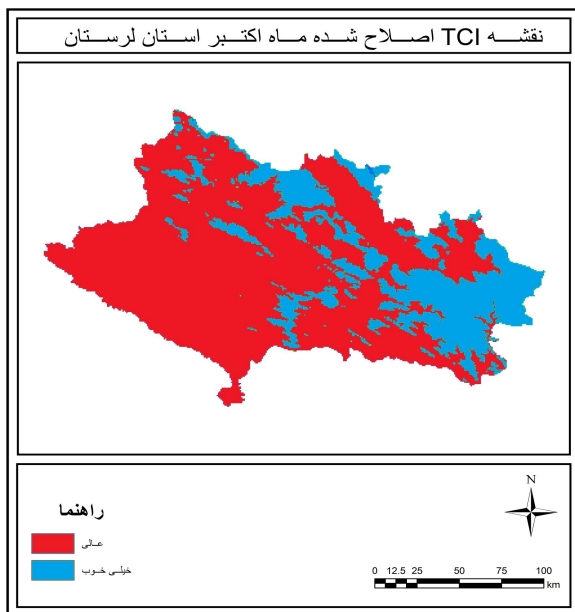 نقشه TCI اصلاح شده ماه اکتبر استان لرستان
راهنما
عالی
خیلی خوب
N
0 12.5 25 50 75 100
km